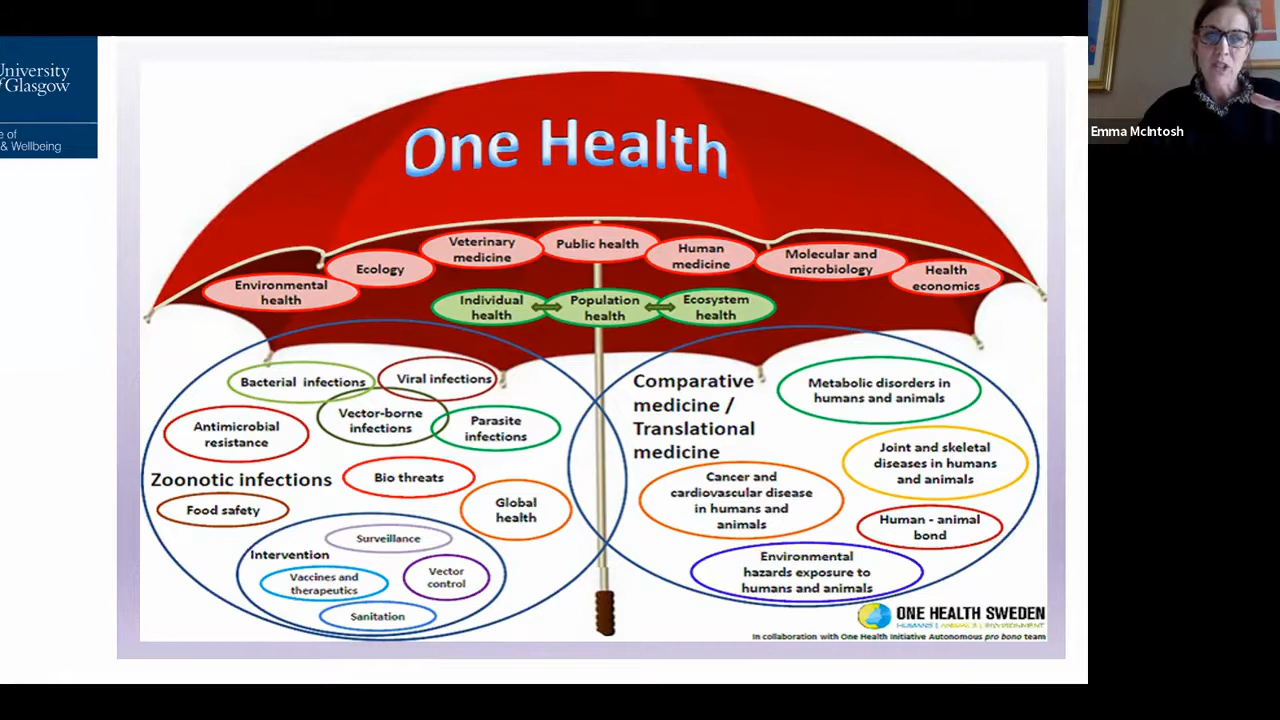 University
of Glasgow
of
& Wellbeing
Emma McIntosh
One Health
Environmental
health
Ecology
Veterinary
medicine
Public health
Human
medicine
Molecular and
microbiology
Health
economics
Individual
health
Population
health
Ecosystem
health
Bacterial infections
Viral infections
Vector-borne
infections
Parasite
infections
Antimicrobial
resistance
Zoonotic infections
Bio threats
Food safety
Global
health
Intervention
Surveillance
Vaccines and
therapeutics
Vector
control
Sanitation
Comparative
medicine /
Translational
medicine
Metabolic disorders in
humans and animals
Joint and skeletal
diseases in humans
and animals
Cancer and
cardiovascular disease
in humans and
animals
Human - animal
bond
Environmental
hazards exposure to
humans and animals
ONE HEALTH SWEDEN
HUMANS | ANIMALS | ENVIRONMENT
In collaboration with One Health Initiative Autonomous pro bono team